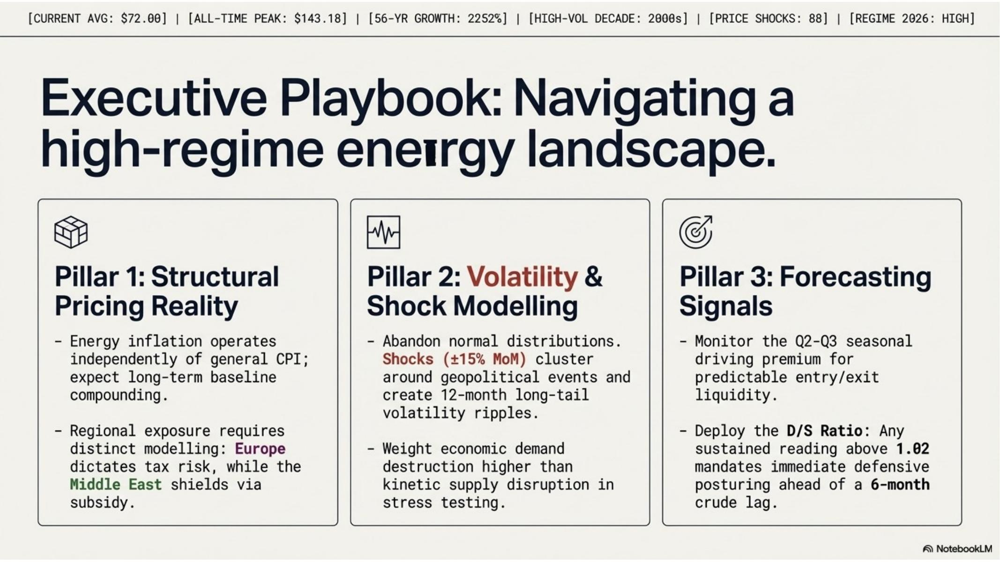 [CURRENT AVG: $72.00] | [ALL-TIME PEAK: $143.18] | [56-YR GROWTH: 2252%] | [HIGH-VOL DECADE: 2000s] | [PRICE SHOCKS: 88] | [REGIME 2026: HIGH]
Executive Playbook: Navigating a
high-regime eneırgy landscape.
Pillar 1: Structural
Pricing Reality
- Energy inflation operates
independently of general CPI;
expect long-term baseline
compounding.
- Regional exposure requires
distinct modelling: Europe
dictates tax risk, while the
Middle East shields via
subsidy.
Pillar 2: Volatility &
Shock Modelling
- Abandon normal distributions.
Shocks (±15% MoM) cluster
around geopolitical events and
create 12-month long-tail
volatility ripples.
- Weight economic demand
destruction higher than
kinetic supply disruption in
stress testing.
Pillar 3: Forecasting
Signals
- Monitor the Q2-Q3 seasonal
driving premium for
predictable entry/exit
liquidity.
- Deploy the D/S Ratio: Any
sustained reading above 1.02
mandates immediate defensive
posturing ahead of a 6-month
crude lag.
NotebookLM